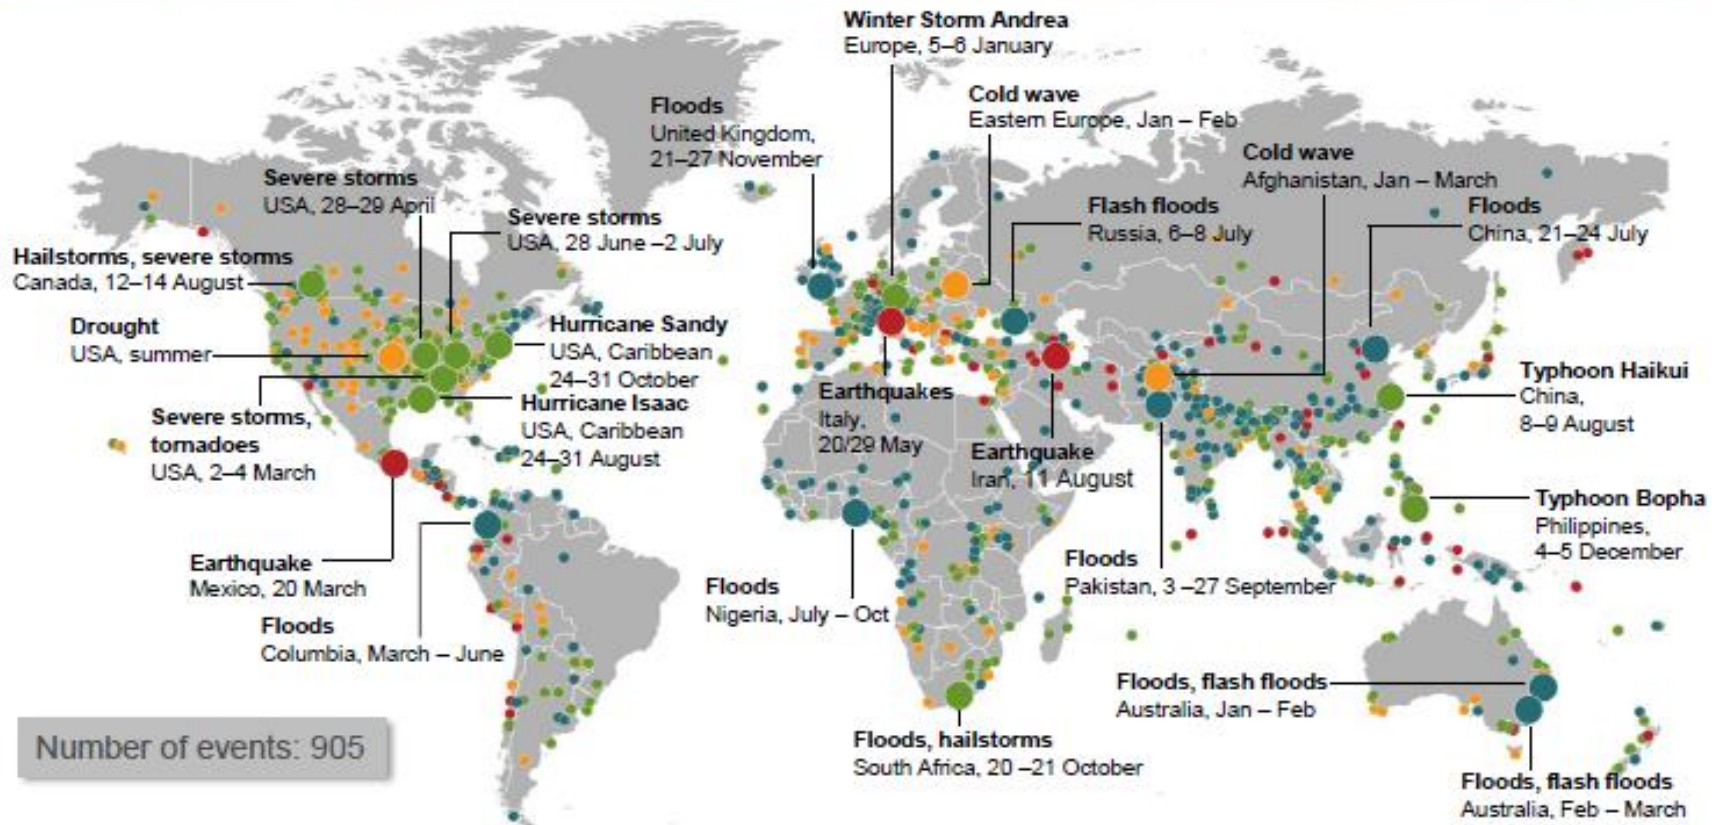 Winter Storm Andrea
Europe, 5–6 January
Cold wave
Eastern Europe, Jan – Feb
Floods
United Kingdom,
21–27 November
Cold wave
Afghanistan, Jan – March
Severe storms
USA, 28–29 April
Severe storms
USA, 28 June –2 July
Flash floods
Russia, 6–8 July
Floods
China, 21–24 July
Hailstorms, severe storms
Canada, 12–14 August
Drought
USA, summer
Hurricane Sandy
USA, Caribbean
24–31 October
Hurricane Isaac
USA, Caribbean
24–31 August
Severe storms,
tornadoes
USA, 2–4 March
Earthquakes
Italy,
20/29 May
Earthquake
Iran, 11 August
Typhoon Haikui
China,
8–9 August
Typhoon Bopha
Philippines,
4–5 December
Earthquake
Mexico, 20 March
Floods
Columbia, March – June
Floods
Nigeria, July – Oct
Floods
Pakistan, 3 –27 September
Floods, flash floods
Australia, Jan – Feb
Floods, hailstorms
South Africa, 20 –21 October
Floods, flash floods
Australia, Feb – March
Number of events: 905